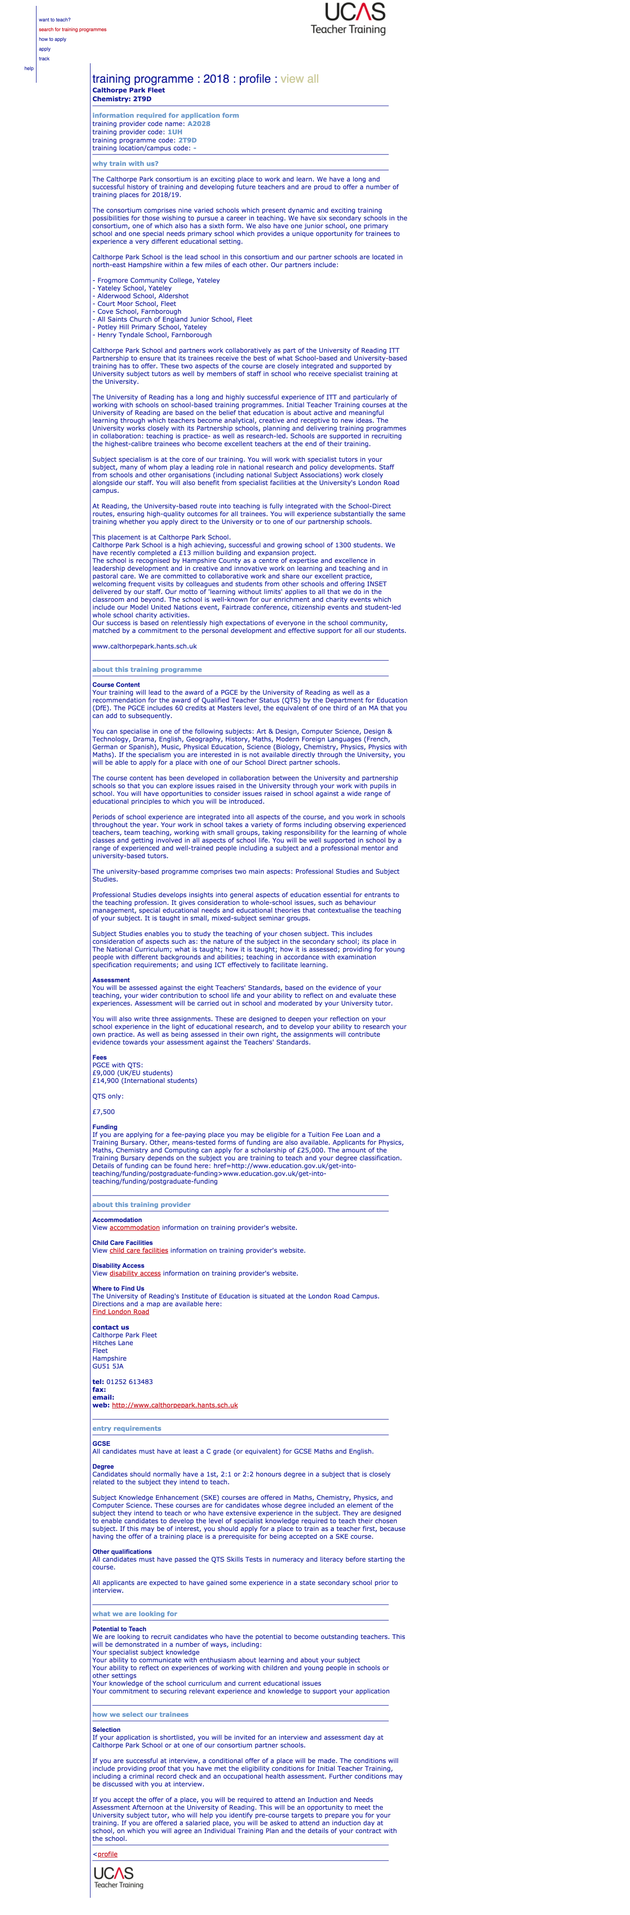 UCAS
Teacher Training
want to teach?
search for training programmes
how to apply
apply
track
help
training programme : 2018 : profile : view all
Calthorpe Park Fleet
Chemistry: 2T9D
information required for application form
training provider code name: A2028
training provider code: 1UH
training programme code: 2T9D
training location/campus code: -
why train with us?
The Calthorpe Park consortium is an exciting place to work and learn. We have a long and
successful history of training and developing future teachers and are proud to offer a number of
training places for 2018/19.
The consortium comprises nine varied schools which present dynamic and exciting training
possibilities for those wishing to pursue a career in teaching. We have six secondary schools in the
consortium, one of which also has a sixth form. We also have one junior school, one primary
school and one special needs primary school which provides a unique opportunity for trainees to
experience a very different educational setting.
Calthorpe Park School is the lead school in this consortium and our partner schools are located in
north-east Hampshire within a few miles of each other. Our partners include:
- Frogmore Community College, Yateley
- Yateley School, Yateley
- Alderwood School, Aldershot
- Court Moor School, Fleet
- Cove School, Farnborough
- All Saints Church of England Junior School, Fleet
- Potley Hill Primary School, Yateley
- Henry Tyndale School, Farnborough
Calthorpe Park School and partners work collaboratively as part of the University of Reading ITT
Partnership to ensure that its trainees receive the best of what School-based and University-based
training has to offer. These two aspects of the course are closely integrated and supported by
University subject tutors as well by members of staff in school who receive specialist training at
the University.
The University of Reading has a long and highly successful experience of ITT and particularly of
working with schools on school-based training programmes. Initial Teacher Training courses at the
University of Reading are based on the belief that education is about active and meaningful
learning through which teachers become analytical, creative and receptive to new ideas. The
University works closely with its Partnership schools, planning and delivering training programmes
in collaboration: teaching is practice- as well as research-led. Schools are supported in recruiting
the highest-calibre trainees who become excellent teachers at the end of their training.
Subject specialism is at the core of our training. You will work with specialist tutors in your
subject, many of whom play a leading role in national research and policy developments. Staff
from schools and other organisations (including national Subject Associations) work closely
alongside our staff. You will also benefit from specialist facilities at the University's London Road
campus.
At Reading, the University-based route into teaching is fully integrated with the School-Direct
routes, ensuring high-quality outcomes for all trainees. You will experience substantially the same
training whether you apply direct to the University or to one of our partnership schools.
This placement is at Calthorpe Park School.
Calthorpe Park School is a high achieving, successful and growing school of 1300 students. We
have recently completed a £13 million building and expansion project.
The school is recognised by Hampshire County as a centre of expertise and excellence in
leadership development and in creative and innovative work on learning and teaching and in
pastoral care. We are committed to collaborative work and share our excellent practice,
welcoming frequent visits by colleagues and students from other schools and offering INSET
delivered by our staff. Our motto of 'learning without limits' applies to all that we do in the
classroom and beyond. The school is well-known for our enrichment and charity events which
include our Model United Nations event, Fairtrade conference, citizenship events and student-led
whole school charity activities.
Our success is based on relentlessly high expectations of everyone in the school community,
matched by a commitment to the personal development and effective support for all our students.
www.calthorpepark.hants.sch.uk
about this training programme
Course Content
Your training will lead to the award of a PGCE by the University of Reading as well as a
recommendation for the award of Qualified Teacher Status (QTS) by the Department for Education
(DfE). The PGCE includes 60 credits at Masters level, the equivalent of one third of an MA that you
can add to subsequently.
You can specialise in one of the following subjects: Art & Design, Computer Science, Design &
Technology, Drama, English, Geography, History, Maths, Modern Foreign Languages (French,
German or Spanish), Music, Physical Education, Science (Biology, Chemistry, Physics, Physics with
Maths). If the specialism you are interested in is not available directly through the University, you
will be able to apply for a place with one of our School Direct partner schools.
The course content has been developed in collaboration between the University and partnership
schools so that you can explore issues raised in the University through your work with pupils in
school. You will have opportunities to consider issues raised in school against a wide range of
educational principles to which you will be introduced.
Periods of school experience are integrated into all aspects of the course, and you work in schools
throughout the year. Your work in school takes a variety of forms including observing experienced
teachers, team teaching, working with small groups, taking responsibility for the learning of whole
classes and getting involved in all aspects of school life. You will be well supported in school by a
range of experienced and well-trained people including a subject and a professional mentor and
university-based tutors.
The university-based programme comprises two main aspects: Professional Studies and Subject
Studies.
Professional Studies develops insights into general aspects of education essential for entrants to
the teaching profession. It gives consideration to whole-school issues, such as behaviour
management, special educational needs and educational theories that contextualise the teaching
of your subject. It is taught in small, mixed-subject seminar groups.
Subject Studies enables you to study the teaching of your chosen subject. This includes
consideration of aspects such as: the nature of the subject in the secondary school; its place in
The National Curriculum; what is taught; how it is taught; how it is assessed; providing for young
people with different backgrounds and abilities; teaching in accordance with examination
specification requirements; and using ICT effectively to facilitate learning.
Assessment
You will be assessed against the eight Teachers' Standards, based on the evidence of your
teaching, your wider contribution to school life and your ability to reflect on and evaluate these
experiences. Assessment will be carried out in school and moderated by your University tutor.
You will also write three assignments. These are designed to deepen your reflection on your
school experience in the light of educational research, and to develop your ability to research your
own practice. As well as being assessed in their own right, the assignments will contribute
evidence towards your assessment against the Teachers' Standards.
Fees
PGCE with QTS:
£9,000 (UK/EU students)
£14,900 (International students)
QTS only:
£7,500
Funding
If you are applying for a fee-paying place you may be eligible for a Tuition Fee Loan and a
Training Bursary. Other, means-tested forms of funding are also available. Applicants for Physics,
Maths, Chemistry and Computing can apply for a scholarship of £25,000. The amount of the
Training Bursary depends on the subject you are training to teach and your degree classification.
Details of funding can be found here: href=http://www.education.gov.uk/get-into-
teaching/funding/postgraduate-funding>www.education.gov.uk/get-into-
teaching/funding/postgraduate-funding
about this training provider
Accommodation
View accommodation information on training provider's website.
Child Care Facilities
View child care facilities information on training provider's website.
Disability Access
View disability access information on training provider's website.
Where to Find Us
The University of Reading's Institute of Education is situated at the London Road Campus.
Directions and a map are available here:
Find London Road
contact us
Calthorpe Park Fleet
Hitches Lane
Fleet
Hampshire
GU51 5JA
tel: 01252 613483
fax:
email:
web: http://www.calthorpepark.hants.sch.uk
entry requirements
GCSE
All candidates must have at least a C grade (or equivalent) for GCSE Maths and English.
Degree
Candidates should normally have a 1st, 2:1 or 2:2 honours degree in a subject that is closely
related to the subject they intend to teach.
Subject Knowledge Enhancement (SKE) courses are offered in Maths, Chemistry, Physics, and
Computer Science. These courses are for candidates whose degree included an element of the
subject they intend to teach or who have extensive experience in the subject. They are designed
to enable candidates to develop the level of specialist knowledge required to teach their chosen
subject. If this may be of interest, you should apply for a place to train as a teacher first, because
having the offer of a training place is a prerequisite for being accepted on a SKE course.
Other qualifications
All candidates must have passed the QTS Skills Tests in numeracy and literacy before starting the
course.
All applicants are expected to have gained some experience in a state secondary school prior to
interview.
what we are looking for
Potential to Teach
We are looking to recruit candidates who have the potential to become outstanding teachers. This
will be demonstrated in a number of ways, including:
Your specialist subject knowledge
Your ability to communicate with enthusiasm about learning and about your subject
Your ability to reflect on experiences of working with children and young people in schools or
other settings
Your knowledge of the school curriculum and current educational issues
Your commitment to securing relevant experience and knowledge to support your application
how we select our trainees
Selection
If your application is shortlisted, you will be invited for an interview and assessment day at
Calthorpe Park School or at one of our consortium partner schools.
If you are successful at interview, a conditional offer of a place will be made. The conditions will
include providing proof that you have met the eligibility conditions for Initial Teacher Training,
including a criminal record check and an occupational health assessment. Further conditions may
be discussed with you at interview.
If you accept the offer of a place, you will be required to attend an Induction and Needs
Assessment Afternoon at the University of Reading. This will be an opportunity to meet the
University subject tutor, who will help you identify pre-course targets to prepare you for your
training. If you are offered a salaried place, you will be asked to attend an induction day at
school, on which you will agree an Individual Training Plan and the details of your contract with
the school.
<profile
UCAS
Teacher Training